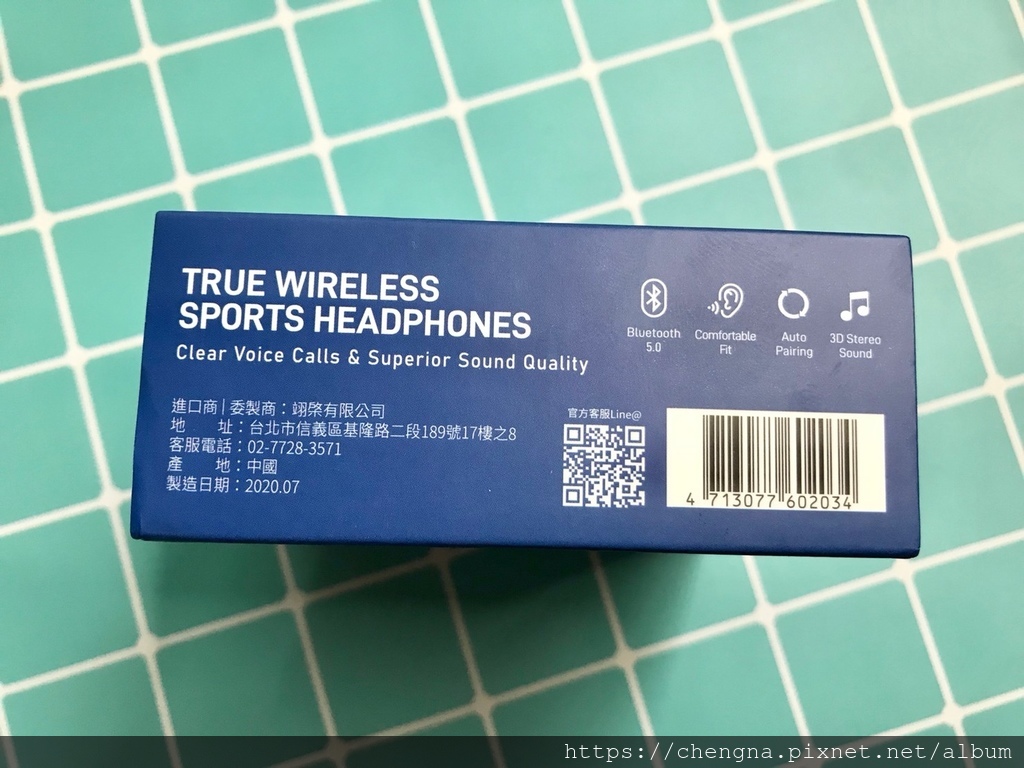 TRUE WIRELESS
SPORTS HEADPHONES
Clear Voice Calls & Superior Sound Quality
Bluetooth
5.0
Comfortable
Fit
Auto
Pairing
3D Stereo
Sound
進口商|委製商：翊棨有限公司
地　　址：台北市信義區基隆路二段189號17樓之8
客服電話：02-7728-3571
產　　地：中國
製造日期：2020.07
官方客服Line@
4 713077 602034
https://chengna.pixnet.net/album